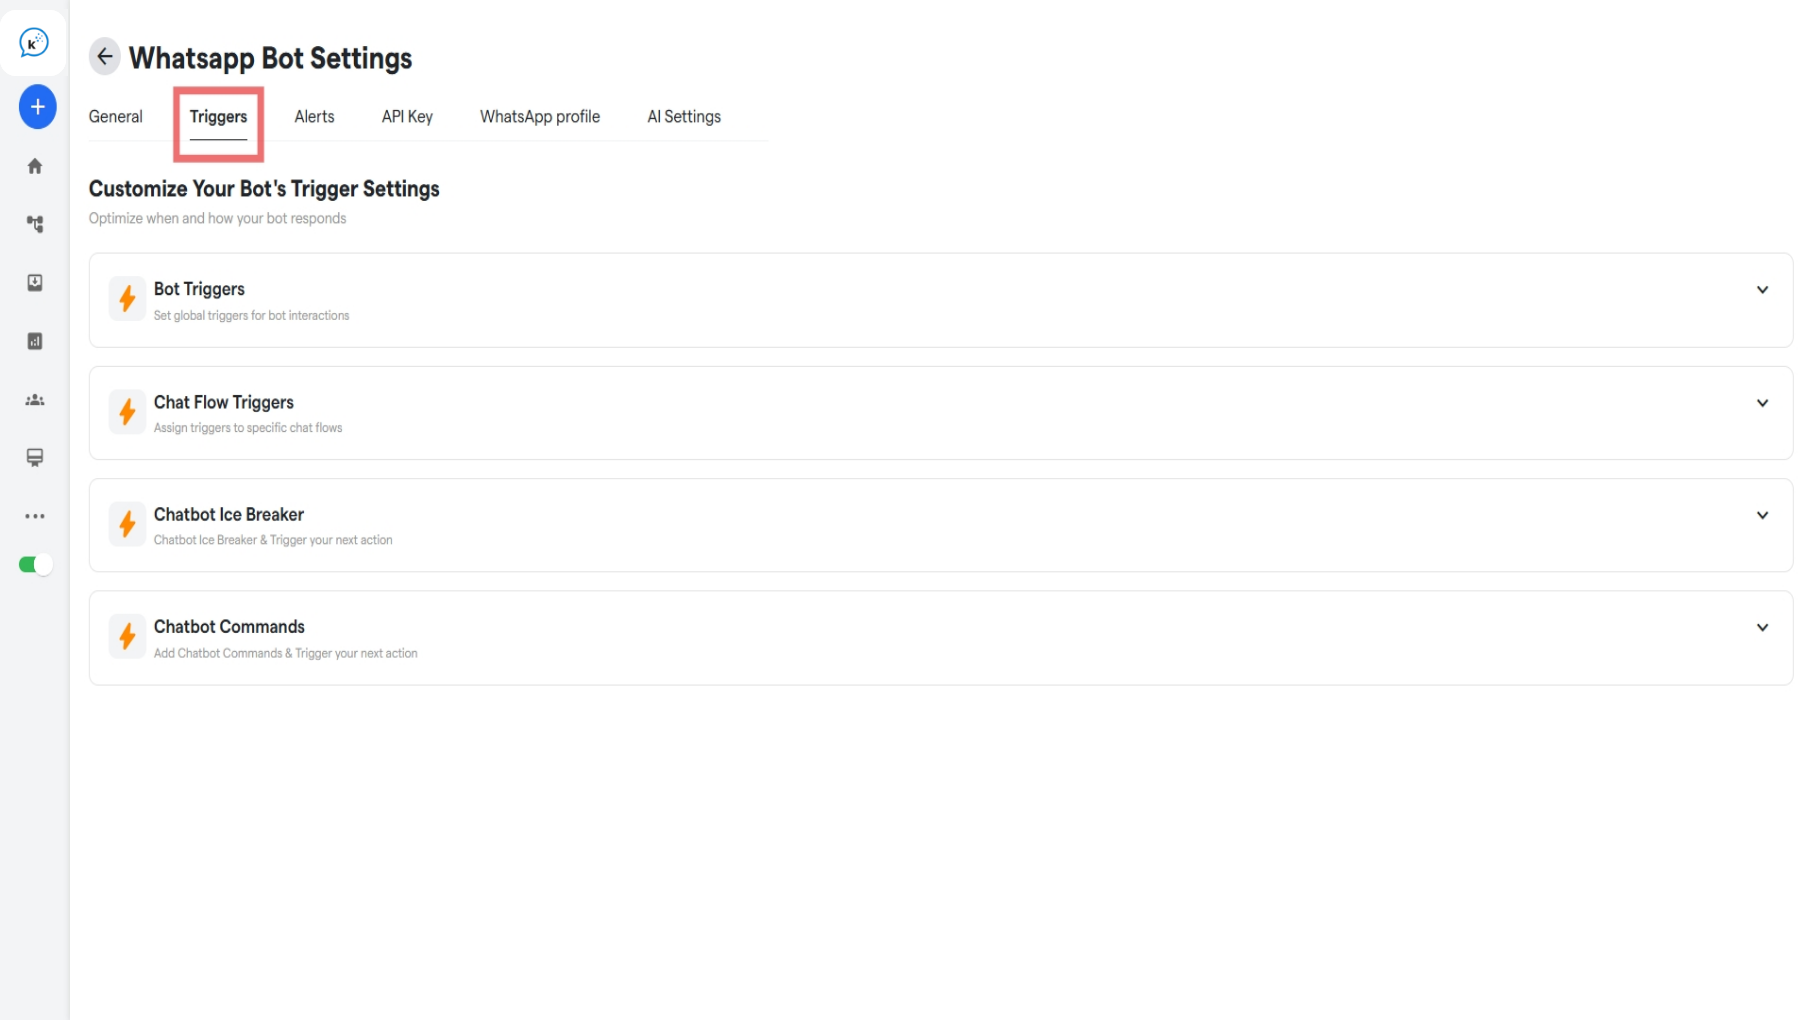 K
Whatsapp Bot Settings
General Triggers Alerts API Key WhatsApp profile AI Settings
Customize Your Bot's Trigger Settings
Optimize when and how your bot responds
Bot Triggers
Set global triggers for bot interactions
Chat Flow Triggers
Assign triggers to specific chat flows
Chatbot Ice Breaker
Chatbot Ice Breaker & Trigger your next action
Chatbot Commands
Add Chatbot Commands & Trigger your next action